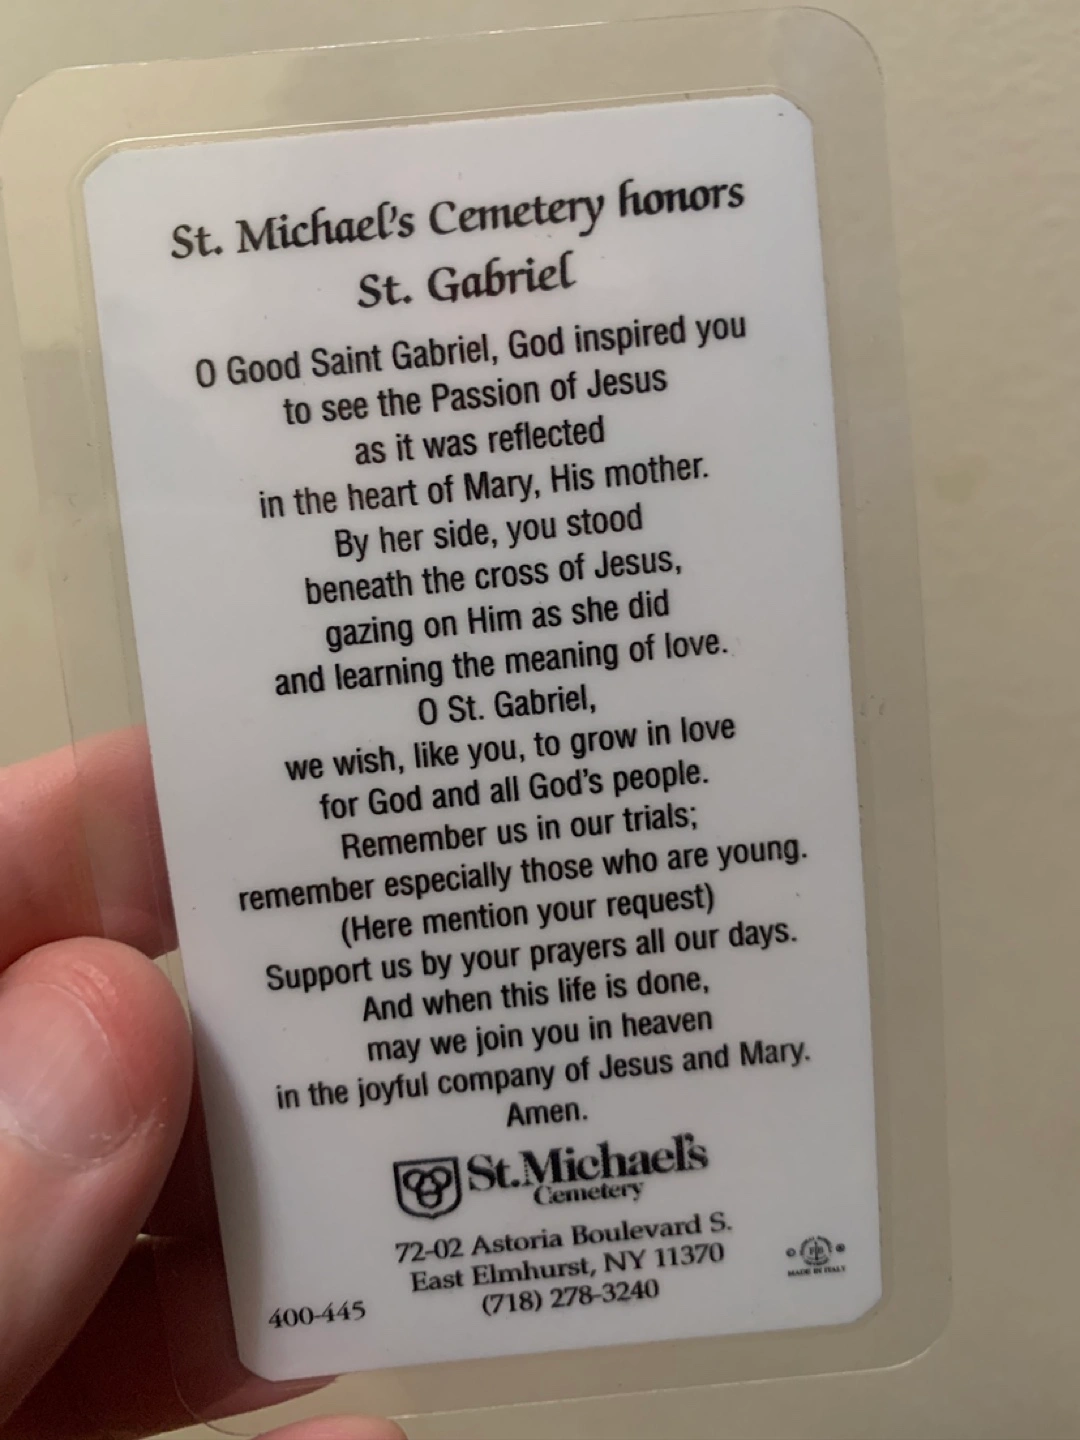 St. Michael's Cemetery honors
St. Gabriel
O Good Saint Gabriel, God inspired you
to see the Passion of Jesus
as it was reflected
in the heart of Mary, His mother.
By her side, you stood
beneath the cross of Jesus,
gazing on Him as she did
and learning the meaning of love.
O St. Gabriel,
we wish, like you, to grow in love
for God and all God's people.
Remember us in our trials;
remember especially those who are young.
(Here mention your request)
Support us by your prayers all our days.
And when this life is done,
may we join you in heaven
in the joyful company of Jesus and Mary.
Amen.
St. Michael's
Cemetery
72-02 Astoria Boulevard S.
East Elmhurst, NY 11370
(718) 278-3240
400-445
MADE IN ITALY